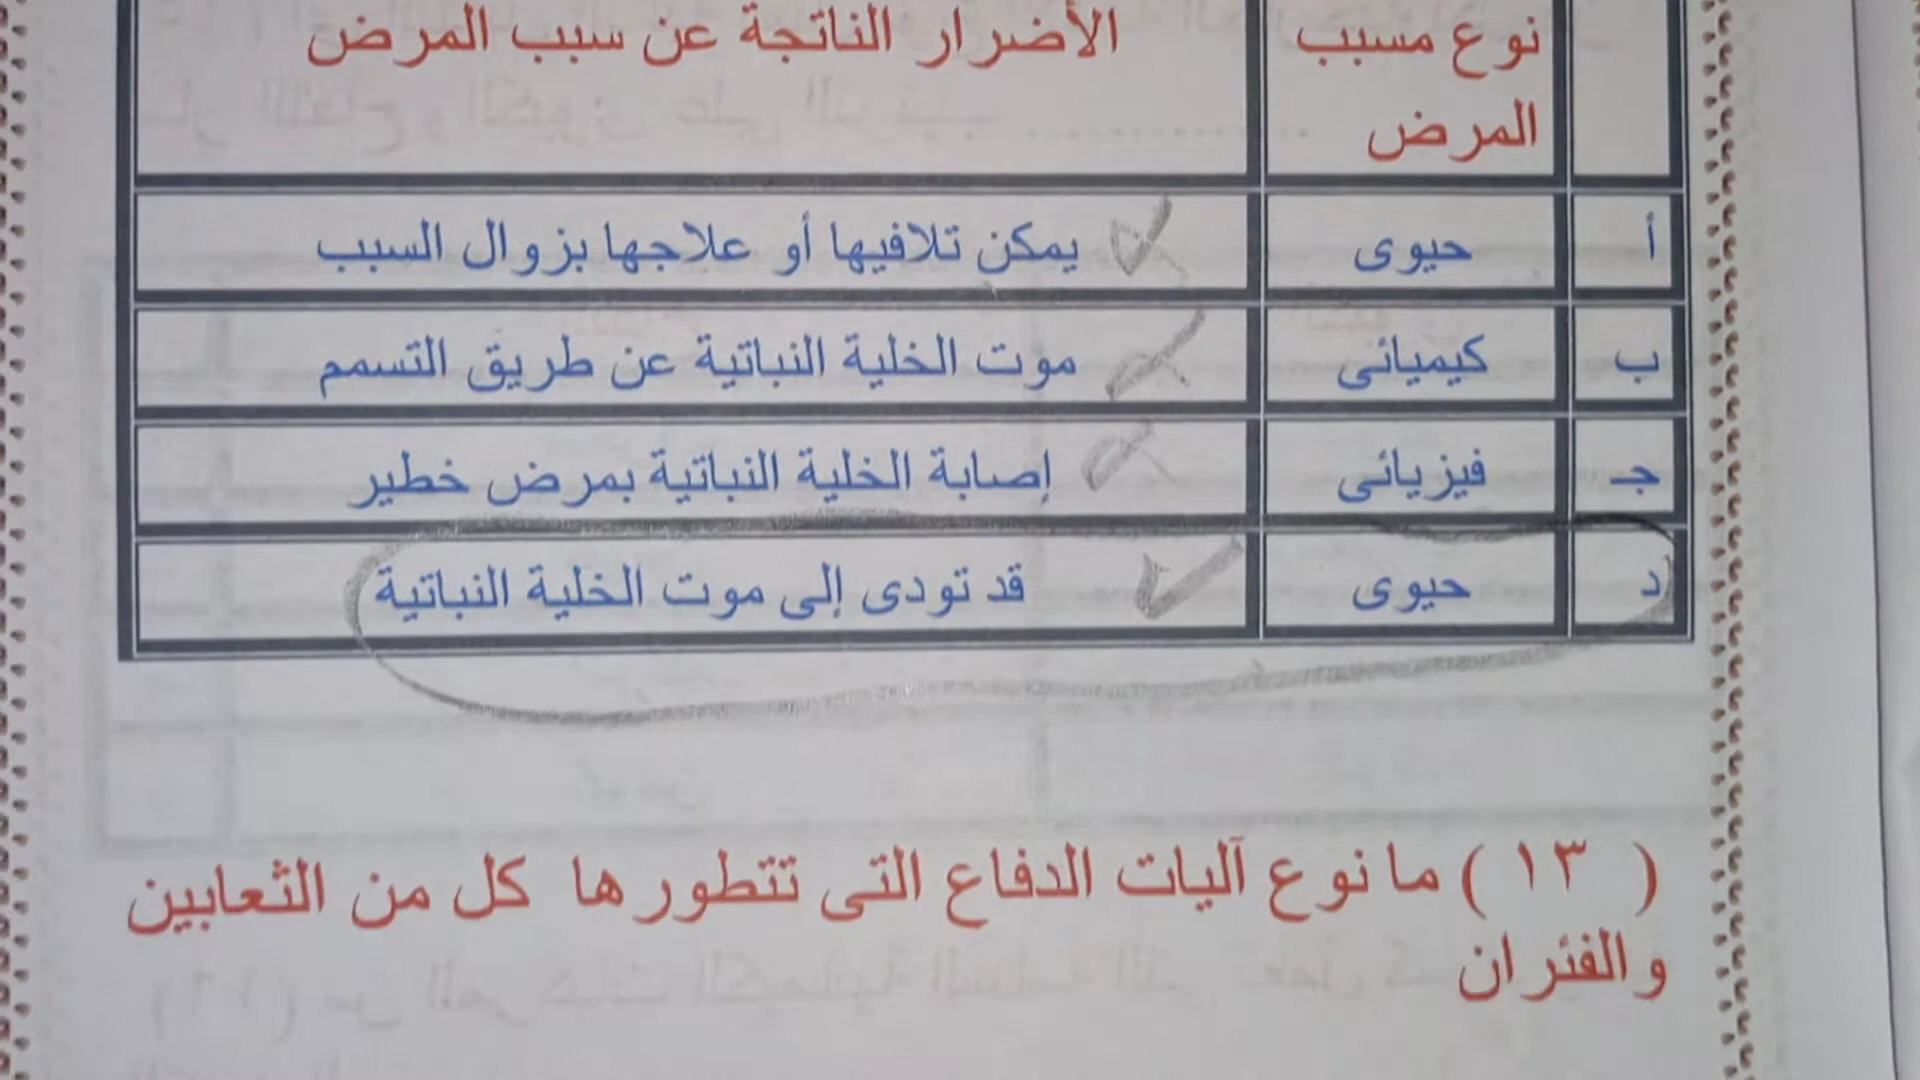 نوع مسبب الأضرار الناتجة عن سبب المرض
المرض
أ حيوى يمكن تلافيها أو علاجها بزوال السبب
ب كيميائى موت الخلية النباتية عن طريق التسمم
جـ فيزيائى إصابة الخلية النباتية بمرض خطير
د حيوى قد تودى إلى موت الخلية النباتية
( ١٣ ) ما نوع آليات الدفاع التى تتطورها كل من الثعابين
والفئران